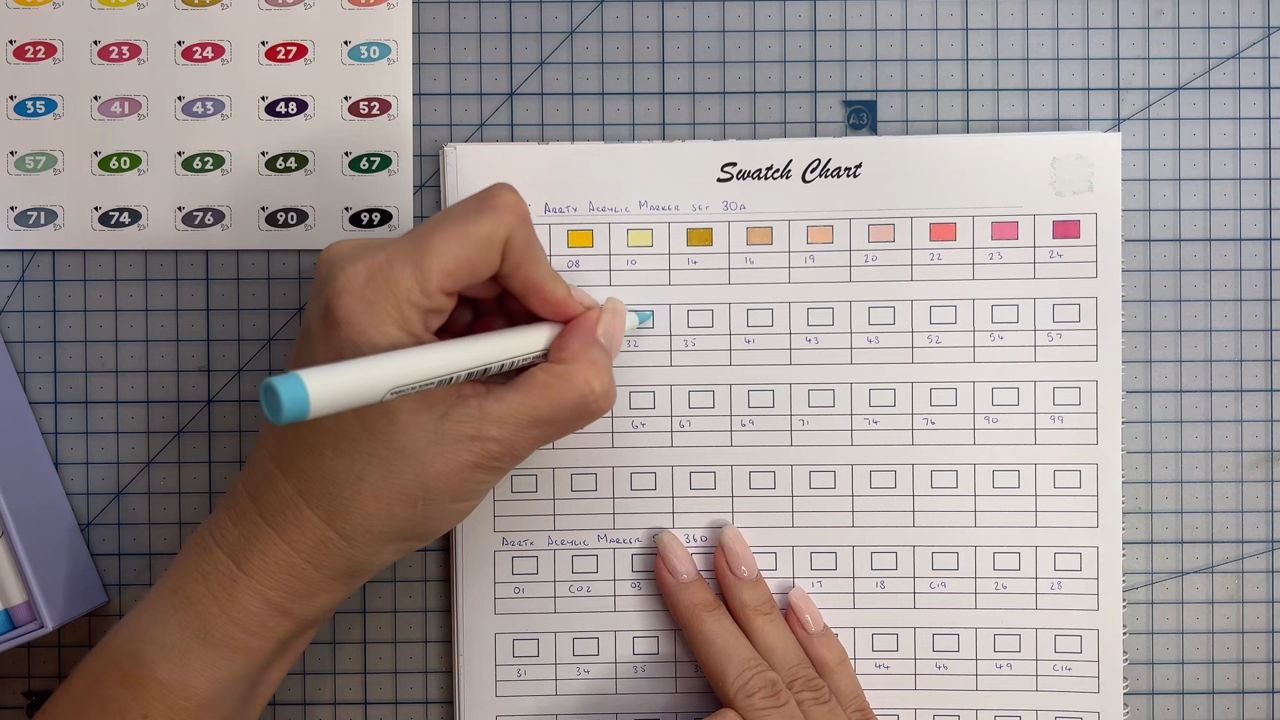 22 23 24 27 30
35 41 43 48 52
57 60 62 64 67
71 74 76 90 99
A3
Swatch Chart
ARRTX ACRYLIC MARKER SET 30A
08 10 14 16 19 20 22 23 24
32 35 41 43 48 52 54 57
64 67 69 71 74 76 90 99
ARRTX ACRYLIC MARKER 36D
01 C02 03 17 18 C19 26 28
31 34 35 44 46 49 C14